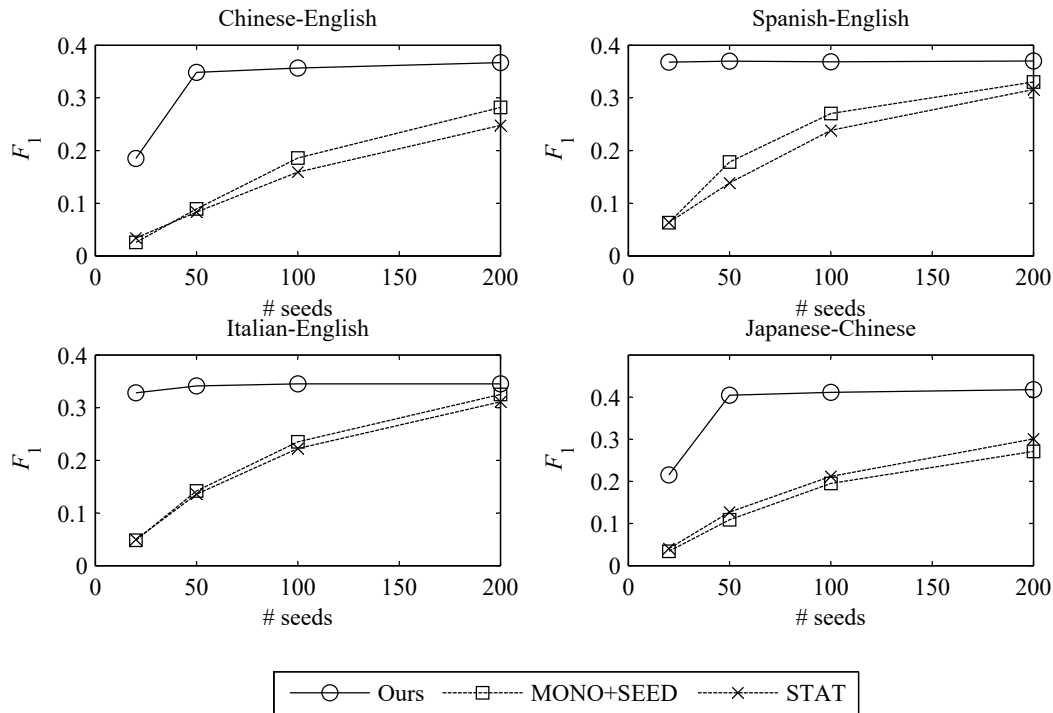 Chinese-English
0.4
0.3
0.2
0.1
0
F1
0 50 100 150 200
# seeds
Spanish-English
0.4
0.3
0.2
0.1
0
F1
0 50 100 150 200
# seeds
Italian-English
0.4
0.3
0.2
0.1
0
F1
0 50 100 150 200
# seeds
Japanese-Chinese
0.4
0.3
0.2
0.1
0
F1
0 50 100 150 200
# seeds
Ours MONO+SEED STAT